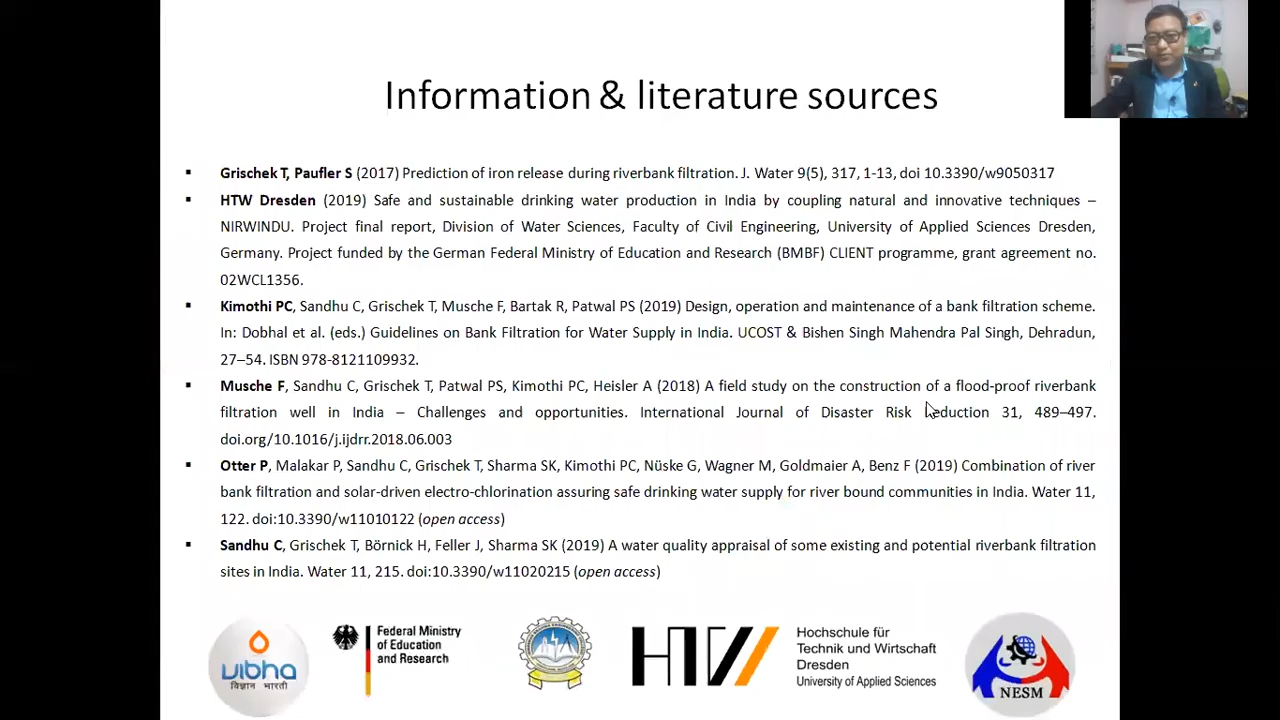 Information & literature sources
Grischek T, Paufler S (2017) Prediction of iron release during riverbank filtration. J. Water 9(5), 317, 1-13, doi 10.3390/w9050317
HTW Dresden (2019) Safe and sustainable drinking water production in India by coupling natural and innovative techniques –
NIRWINDU. Project final report, Division of Water Sciences, Faculty of Civil Engineering, University of Applied Sciences Dresden,
Germany. Project funded by the German Federal Ministry of Education and Research (BMBF) CLIENT programme, grant agreement no.
02WCL1356.
Kimothi PC, Sandhu C, Grischek T, Musche F, Bartak R, Patwal PS (2019) Design, operation and maintenance of a bank filtration scheme.
In: Dobhal et al. (eds.) Guidelines on Bank Filtration for Water Supply in India. UCOST & Bishen Singh Mahendra Pal Singh, Dehradun,
27–54. ISBN 978-8121109932.
Musche F, Sandhu C, Grischek T, Patwal PS, Kimothi PC, Heisler A (2018) A field study on the construction of a flood-proof riverbank
filtration well in India – Challenges and opportunities. International Journal of Disaster Risk Reduction 31, 489–497.
doi.org/10.1016/j.ijdrr.2018.06.003
Otter P, Malakar P, Sandhu C, Grischek T, Sharma SK, Kimothi PC, Nüske G, Wagner M, Goldmaier A, Benz F (2019) Combination of river
bank filtration and solar-driven electro-chlorination assuring safe drinking water supply for river bound communities in India. Water 11,
122. doi:10.3390/w11010122 (open access)
Sandhu C, Grischek T, Börnick H, Feller J, Sharma SK (2019) A water quality appraisal of some existing and potential riverbank filtration
sites in India. Water 11, 215. doi:10.3390/w11020215 (open access)
vibha
विज्ञान भारती
Federal Ministry
of Education
and Research
HTW
Hochschule für
Technik und Wirtschaft
Dresden
University of Applied Sciences
NESM